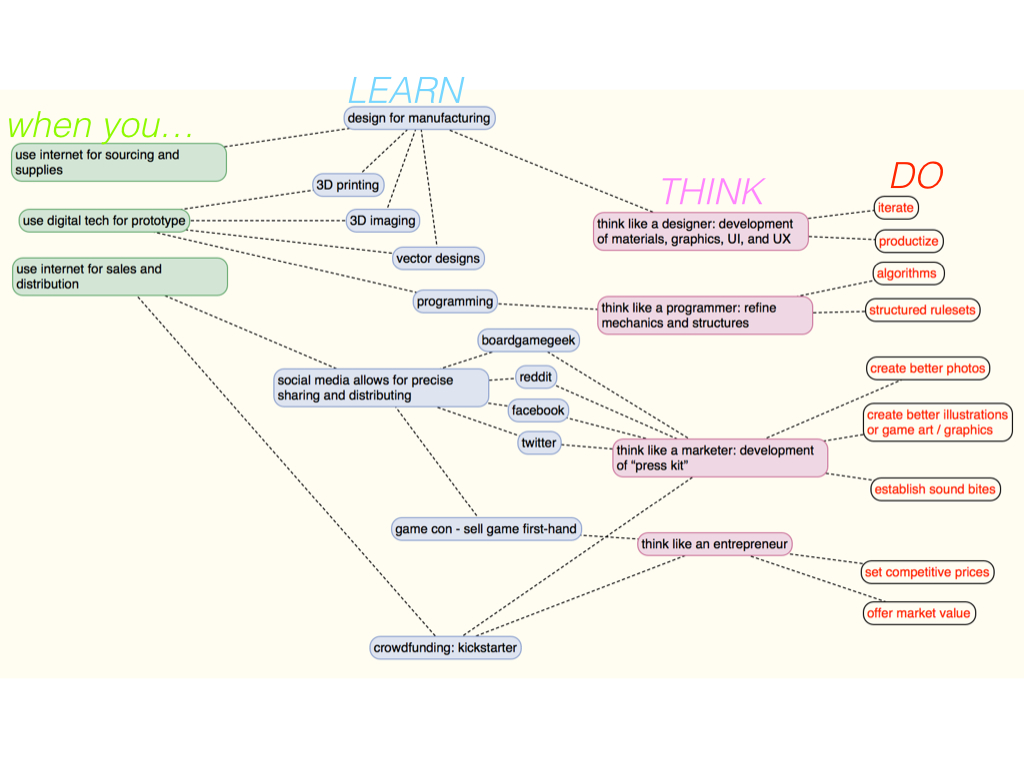 when you...
use internet for sourcing and
supplies
use digital tech for prototype
use internet for sales and
distribution
LEARN
design for manufacturing
3D printing
3D imaging
vector designs
programming
boardgamegeek
social media allows for precise
sharing and distributing
reddit
facebook
twitter
game con - sell game first-hand
crowdfunding: kickstarter
THINK
think like a designer: development
of materials, graphics, UI, and UX
think like a programmer: refine
mechanics and structures
think like a marketer: development
of “press kit”
think like an entrepreneur
DO
iterate
productize
algorithms
structured rulesets
create better photos
create better illustrations
or game art / graphics
establish sound bites
set competitive prices
offer market value